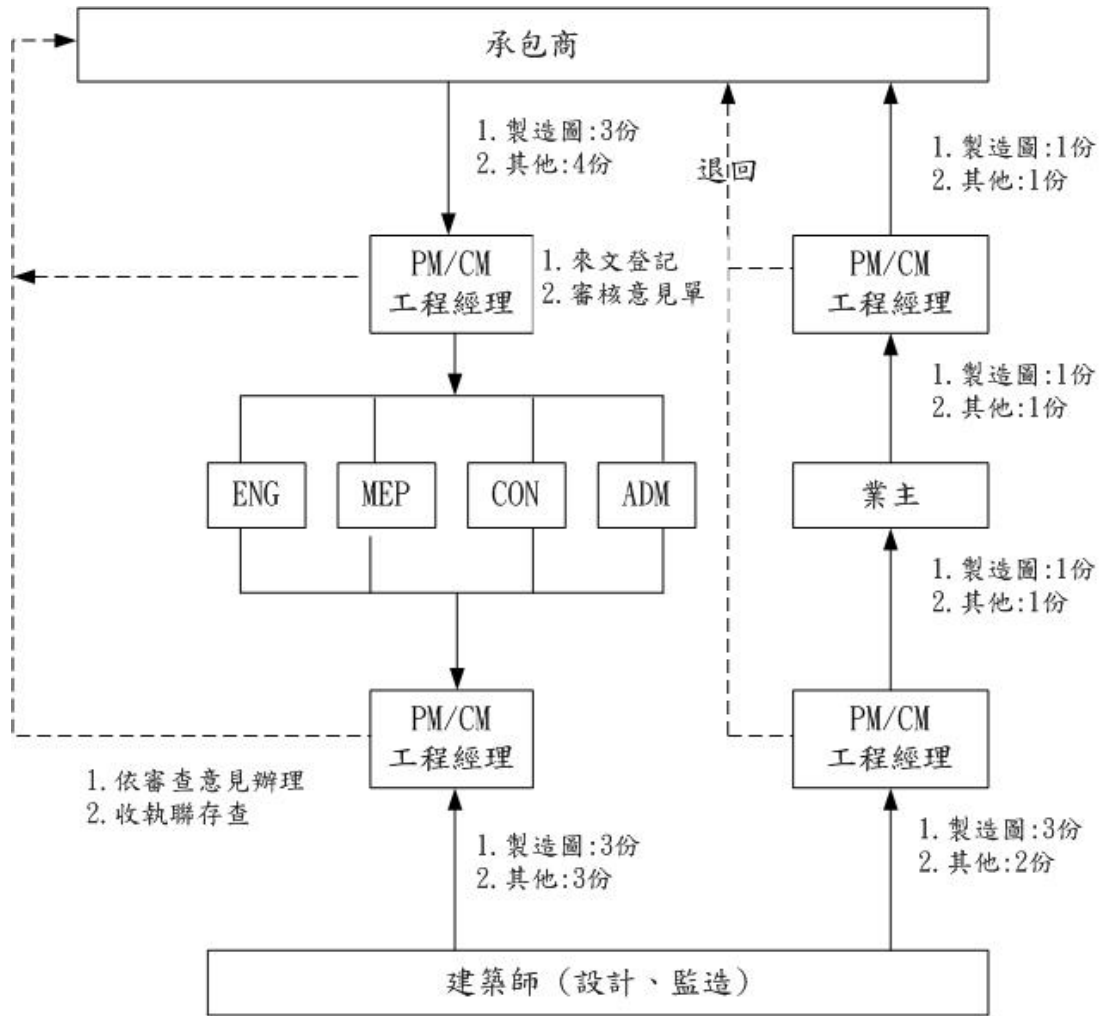 承包商
1.製造圖:3份
2.其他:4份
退回
1.製造圖:1份
2.其他:1份
PM/CM
工程經理
1.來文登記
2.審核意見單
PM/CM
工程經理
1.製造圖:1份
2.其他:1份
ENG
MEP
CON
ADM
業主
1.製造圖:1份
2.其他:1份
PM/CM
工程經理
PM/CM
工程經理
1.依審查意見辦理
2.收執聯存查
1.製造圖:3份
2.其他:3份
1.製造圖:3份
2.其他:2份
建築師(設計、監造)